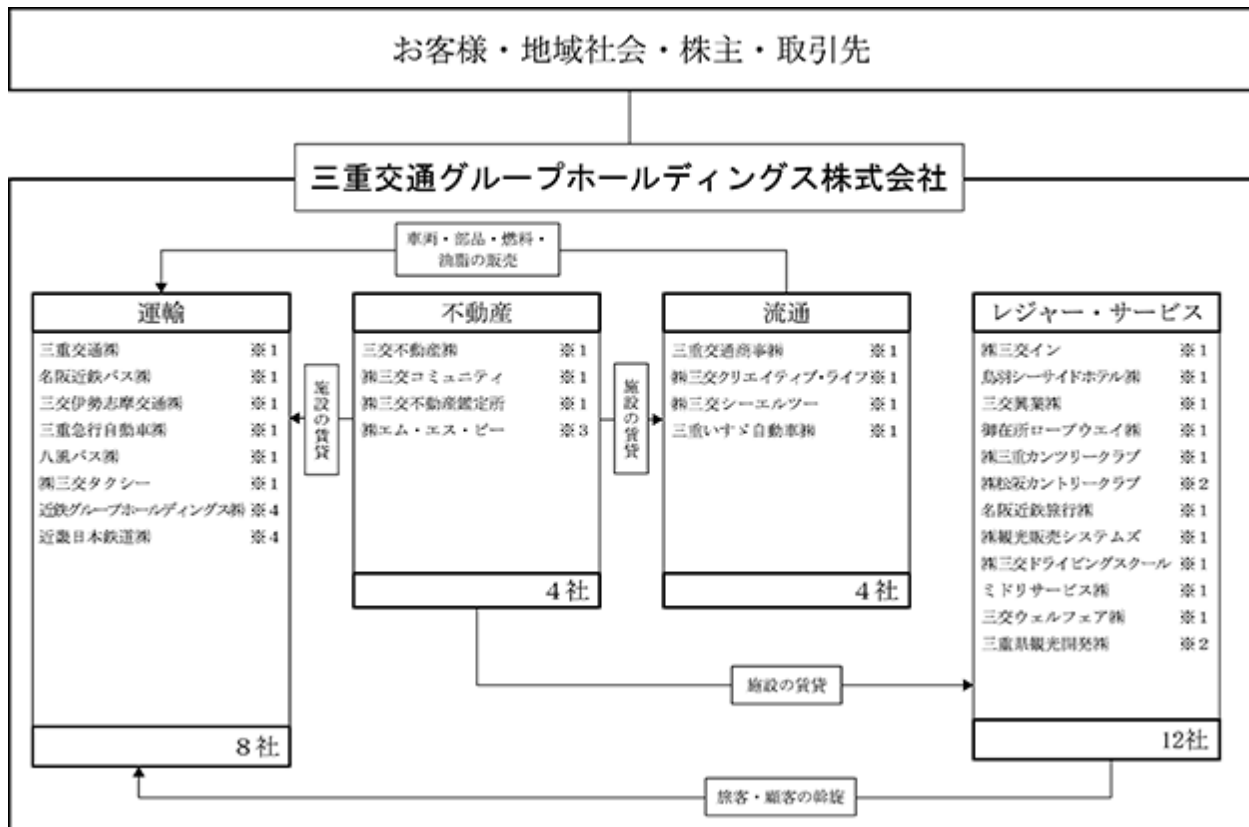 お客様・地域社会・株主・取引先
三重交通グループホールディングス株式会社
車両・部品・燃料・
油脂の販売
運輸
三重交通㈱ ※1
名阪近鉄バス㈱ ※1
三交伊勢志摩交通㈱ ※1
三重急行自動車㈱ ※1
八風バス㈱ ※1
㈱三交タクシー ※1
近鉄グループホールディングス㈱ ※4
近畿日本鉄道㈱ ※4
8社
施設の賃貸
不動産
三交不動産㈱ ※1
㈱三交コミュニティ ※1
㈱三交不動産鑑定所 ※1
㈱エム・エス・ピー ※3
4社
施設の賃貸
流通
三重交通商事㈱ ※1
㈱三交クリエイティブ・ライフ※1
㈱三交シーエルツー ※1
三重いすゞ自動車㈱ ※1
4社
レジャー・サービス
㈱三交イン ※1
鳥羽シーサイドホテル㈱ ※1
三交興業㈱ ※1
御在所ロープウエイ㈱ ※1
㈱三重カンツリークラブ ※1
㈱松阪カントリークラブ ※2
名阪近鉄旅行㈱ ※1
㈱観光販売システムズ ※1
㈱三交ドライビングスクール ※1
ミドリサービス㈱ ※1
三交ウェルフェア㈱ ※1
三重県観光開発㈱ ※2
12社
施設の賃貸
旅客・顧客の斡旋